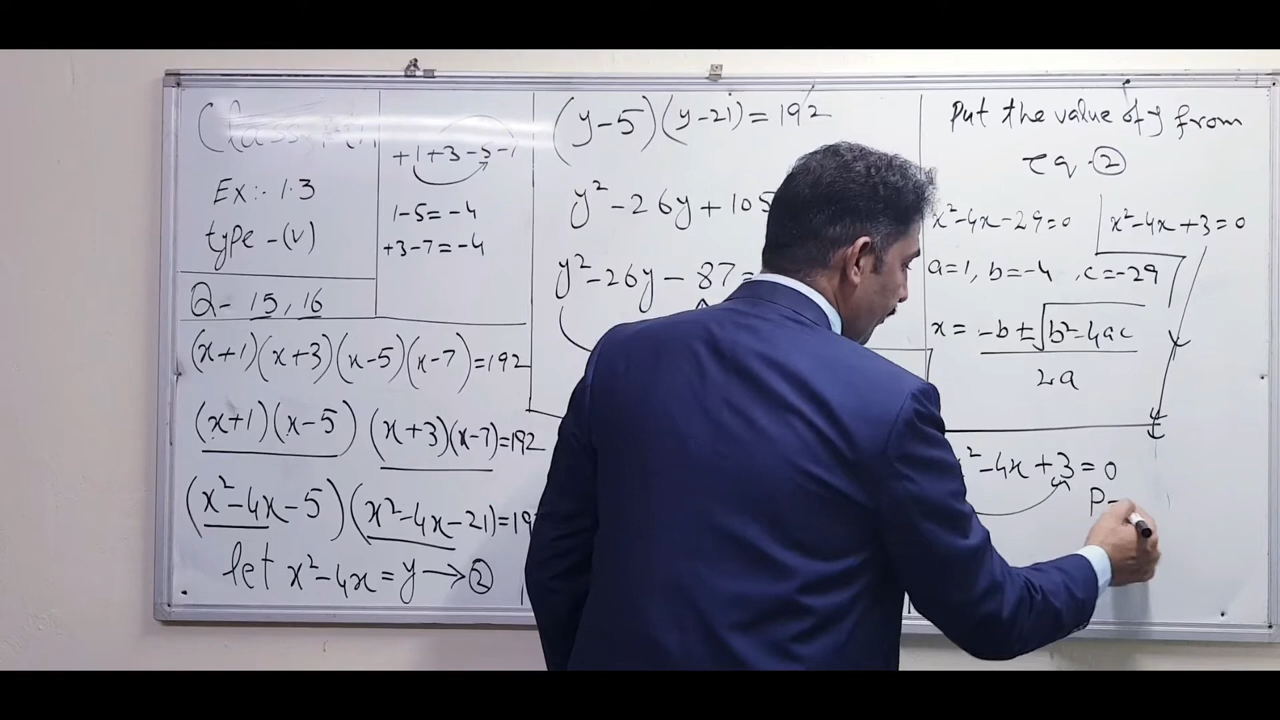 Class
Ex:- 1.3
type - (v)
Q - 15, 16
(x+1)(x+3)(x-5)(x-7)=192
(x+1)(x-5) (x+3)(x-7)=192
(x²-4x-5)(x²-4x-21)=19
let x²-4x=y→②
+1+3-5-7
1-5=-4
+3-7=-4
(y-5)(y-21)=192
y²-26y+105
y²-26y-87=
Put the value of y from
eq.②
x²-4x-29=0
x²-4x+3=0
a=1, b=-4, c=-29
x = -b±√b²-4ac
2a
x²-4x+3=0
P-